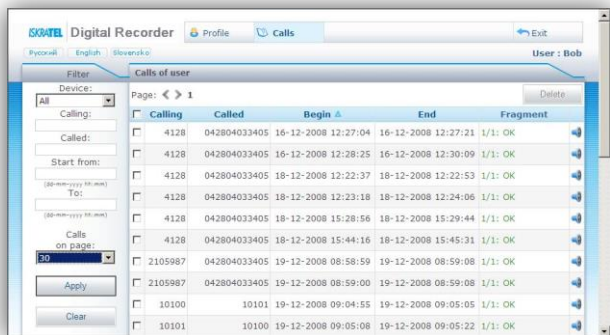 ISKRATEL Digital Recorder Profile Calls Exit
Русский English Slovensko User : Bob
Filter Calls of user
Device:
All
Page: 1 Delete
Calling:
Called:
Start from:
(dd-mm-yyyy hh:mm)
To:
(dd-mm-yyyy hh:mm)
Calls
on page:
30
Apply
Clear
Calling Called Begin End Fragment
4128 042804033405 16-12-2008 12:27:04 16-12-2008 12:27:21 1/1: OK
4128 042804033405 16-12-2008 12:28:25 16-12-2008 12:30:09 1/1: OK
4128 042804033405 18-12-2008 12:22:37 18-12-2008 12:22:53 1/1: OK
4128 042804033405 18-12-2008 12:23:18 18-12-2008 12:24:06 1/1: OK
4128 042804033405 18-12-2008 15:28:56 18-12-2008 15:29:44 1/1: OK
4128 042804033405 18-12-2008 15:44:16 18-12-2008 15:45:31 1/1: OK
2105987 042804033405 19-12-2008 08:58:59 19-12-2008 08:59:08 1/1: OK
2105987 042804033405 19-12-2008 08:59:00 19-12-2008 08:59:08 1/1: OK
10100 10101 19-12-2008 09:04:55 19-12-2008 09:05:05 1/1: OK
10101 10100 19-12-2008 09:05:08 19-12-2008 09:05:22 1/1: OK